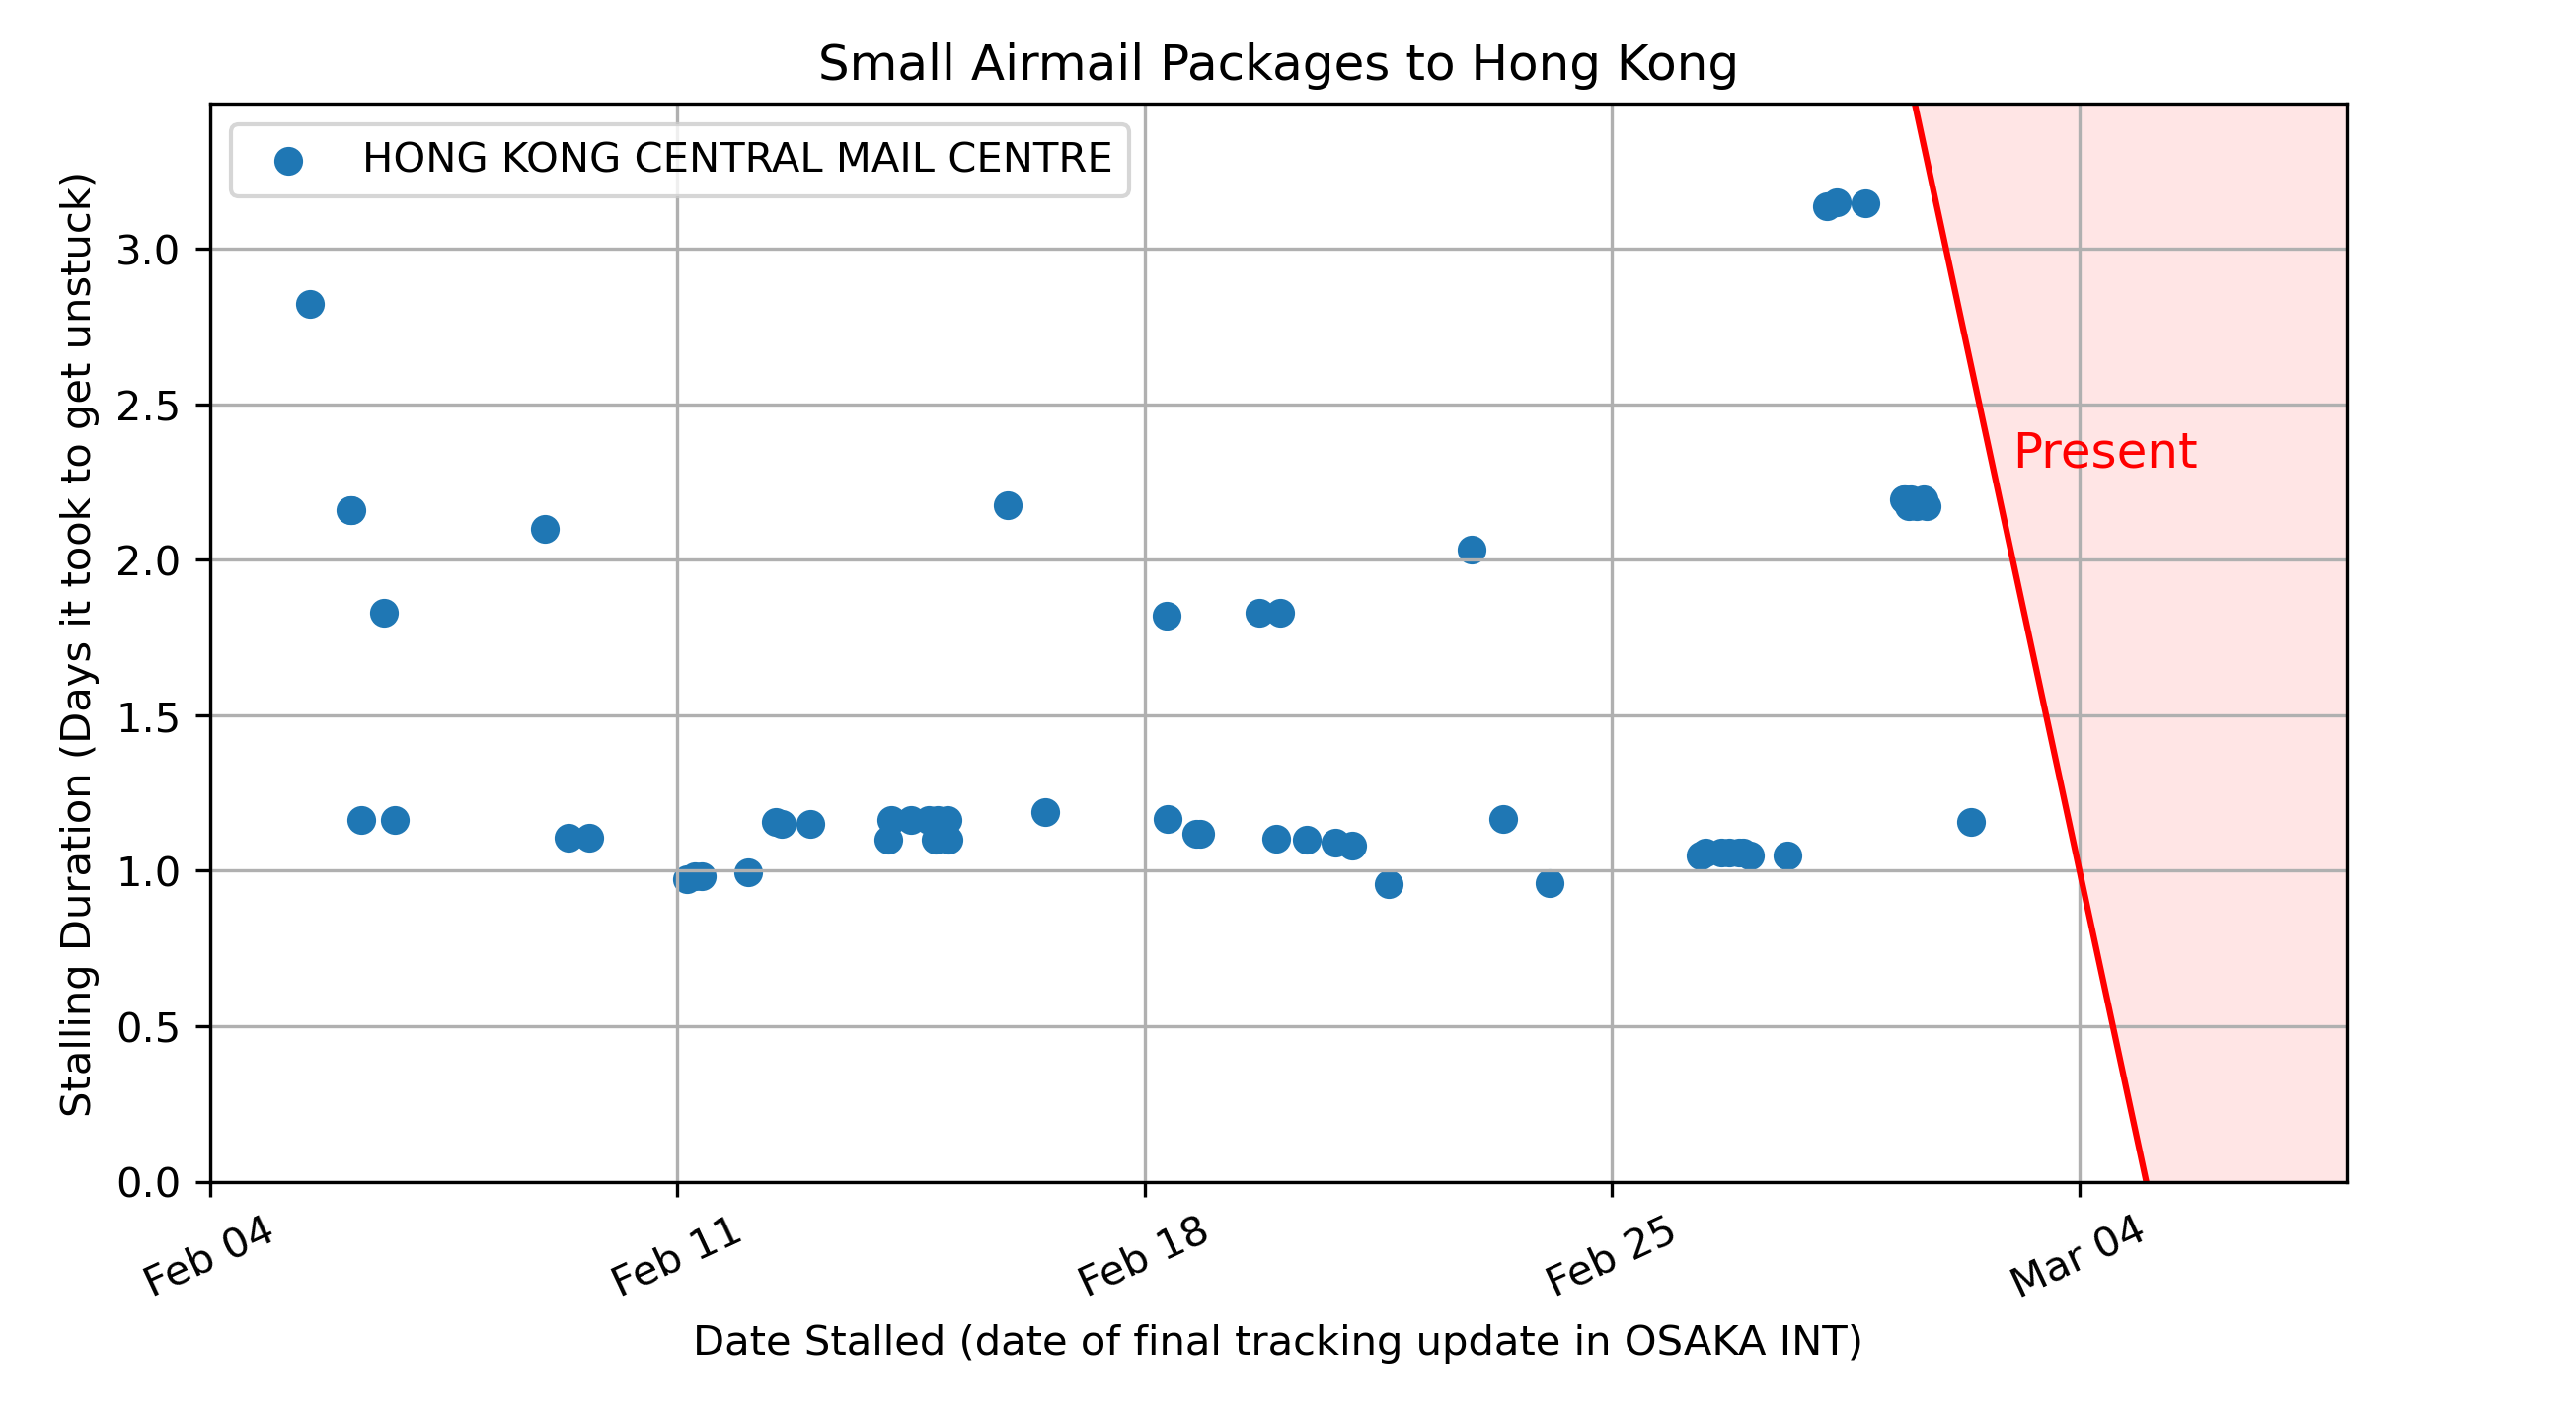 Small Airmail Packages to Hong Kong
HONG KONG CENTRAL MAIL CENTRE
Stalling Duration (Days it took to get unstuck)
3.0
2.5
2.0
1.5
1.0
0.5
0.0
Present
Feb 04
Feb 11
Feb 18
Feb 25
Mar 04
Date Stalled (date of final tracking update in OSAKA INT)